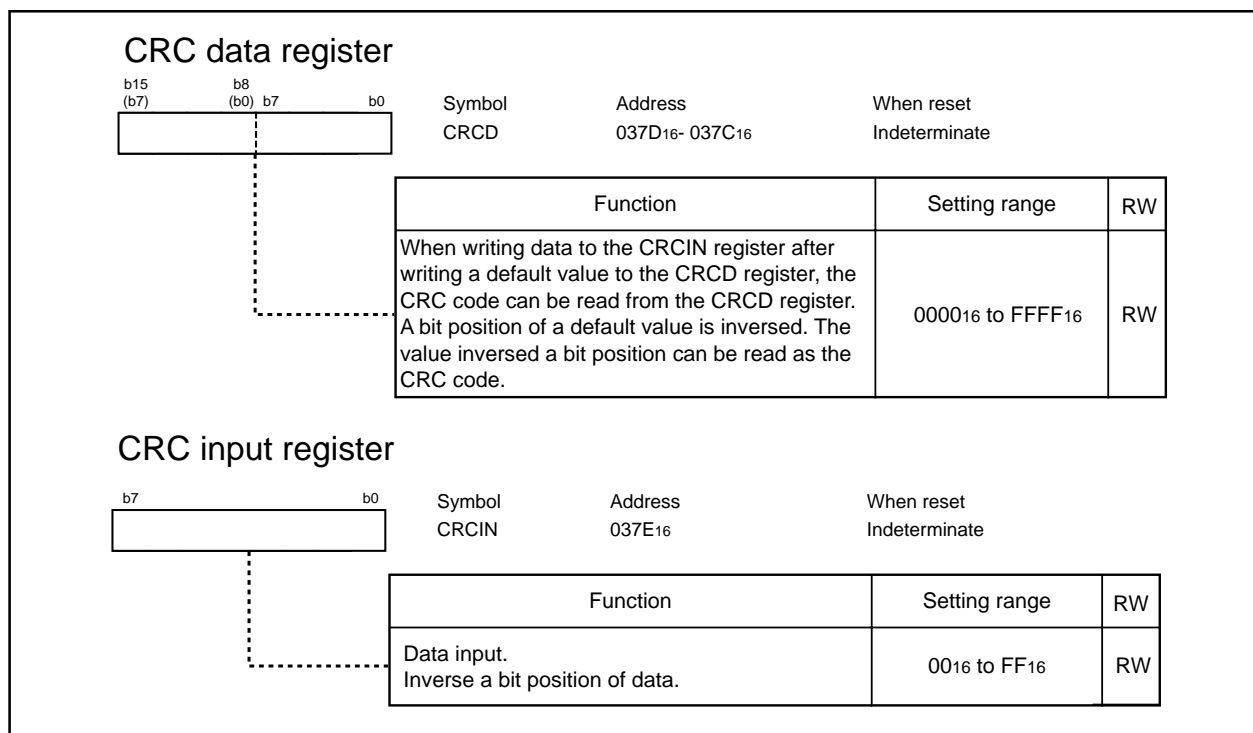 CRC data register
b15 b8
(b7) (b0) b7 b0
Symbol Address When reset
CRCD 037D16- 037C16 Indeterminate
Function Setting range RW
When writing data to the CRCIN register after
writing a default value to the CRCD register, the
CRC code can be read from the CRCD register.
A bit position of a default value is inversed. The
value inversed a bit position can be read as the
CRC code.
000016 to FFFF16 RW
CRC input register
b7 b0
Symbol Address When reset
CRCIN 037E16 Indeterminate
Function Setting range RW
Data input.
Inverse a bit position of data.
0016 to FF16 RW